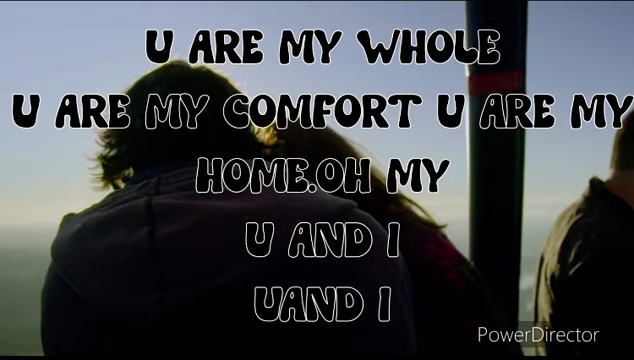 U ARE MY WHOLE
U ARE MY COMFORT U ARE MY
HOME.OH MY
U AND I
UAND I
PowerDirector